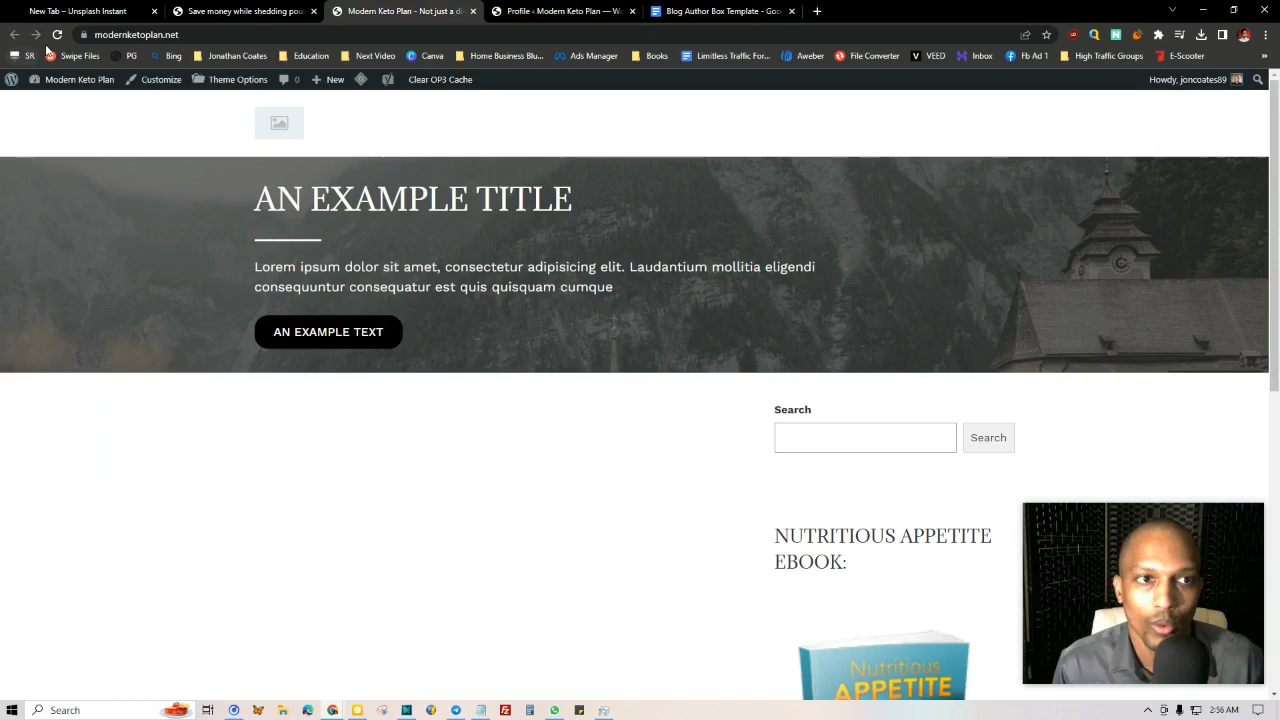 New Tab – Unsplash Instant
Save money while shedding pou
Modern Keto Plan - Not just a di
Profile ‹ Modern Keto Plan — W
Blog Author Box Template - Goo
modernketoplan.net
SR
Swipe Files
PG
Bing
Jonathan Coates
Education
Next Video
Canva
Home Business Blu...
Ads Manager
Books
Limitless Traffic For...
Aweber
File Converter
VEED
Inbox
Fb Ad 1
High Traffic Groups
E-Scooter
»
Modern Keto Plan
Customize
Theme Options
0
New
Clear OP3 Cache
Howdy, joncoates89
AN EXAMPLE TITLE
Lorem ipsum dolor sit amet, consectetur adipisicing elit. Laudantium mollitia eligendi
consequuntur consequatur est quis quisquam cumque
AN EXAMPLE TEXT
Search
Search
NUTRITIOUS APPETITE
EBOOK:
Nutritious
APPETITE
Search
2:56 AM